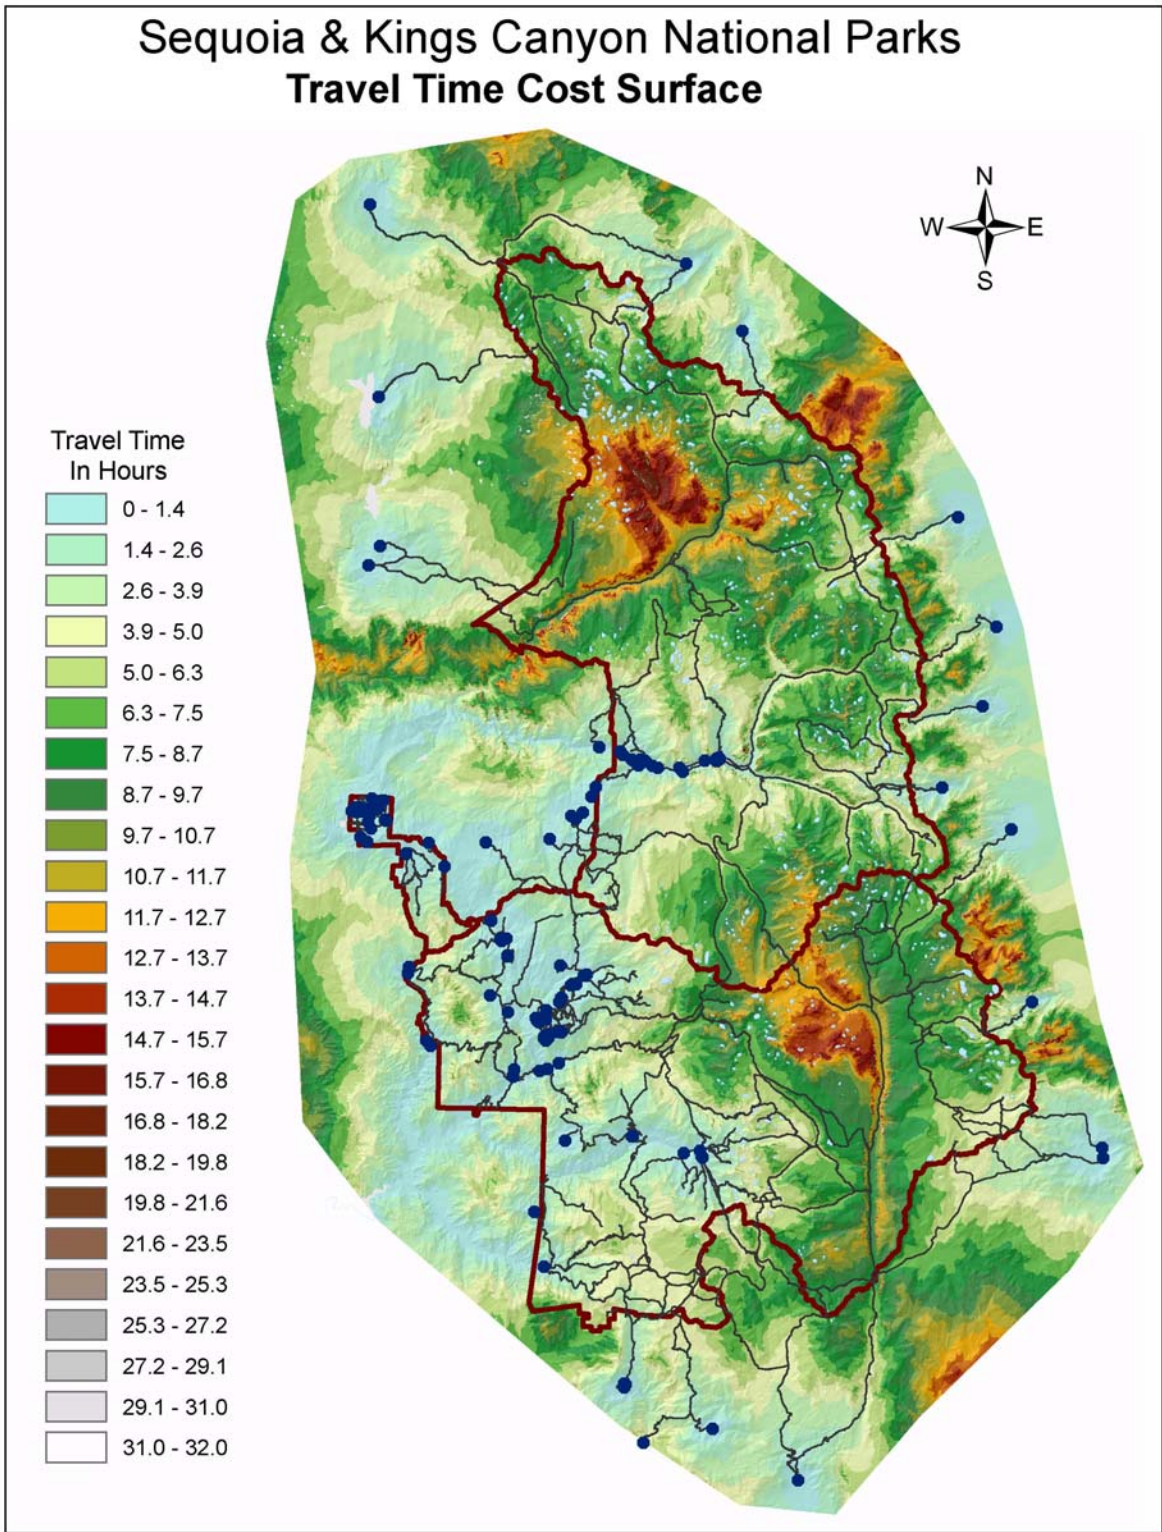 Sequoia & Kings Canyon National Parks
Travel Time Cost Surface
N
W E
S
Travel Time
In Hours
0 - 1.4
1.4 - 2.6
2.6 - 3.9
3.9 - 5.0
5.0 - 6.3
6.3 - 7.5
7.5 - 8.7
8.7 - 9.7
9.7 - 10.7
10.7 - 11.7
11.7 - 12.7
12.7 - 13.7
13.7 - 14.7
14.7 - 15.7
15.7 - 16.8
16.8 - 18.2
18.2 - 19.8
19.8 - 21.6
21.6 - 23.5
23.5 - 25.3
25.3 - 27.2
27.2 - 29.1
29.1 - 31.0
31.0 - 32.0